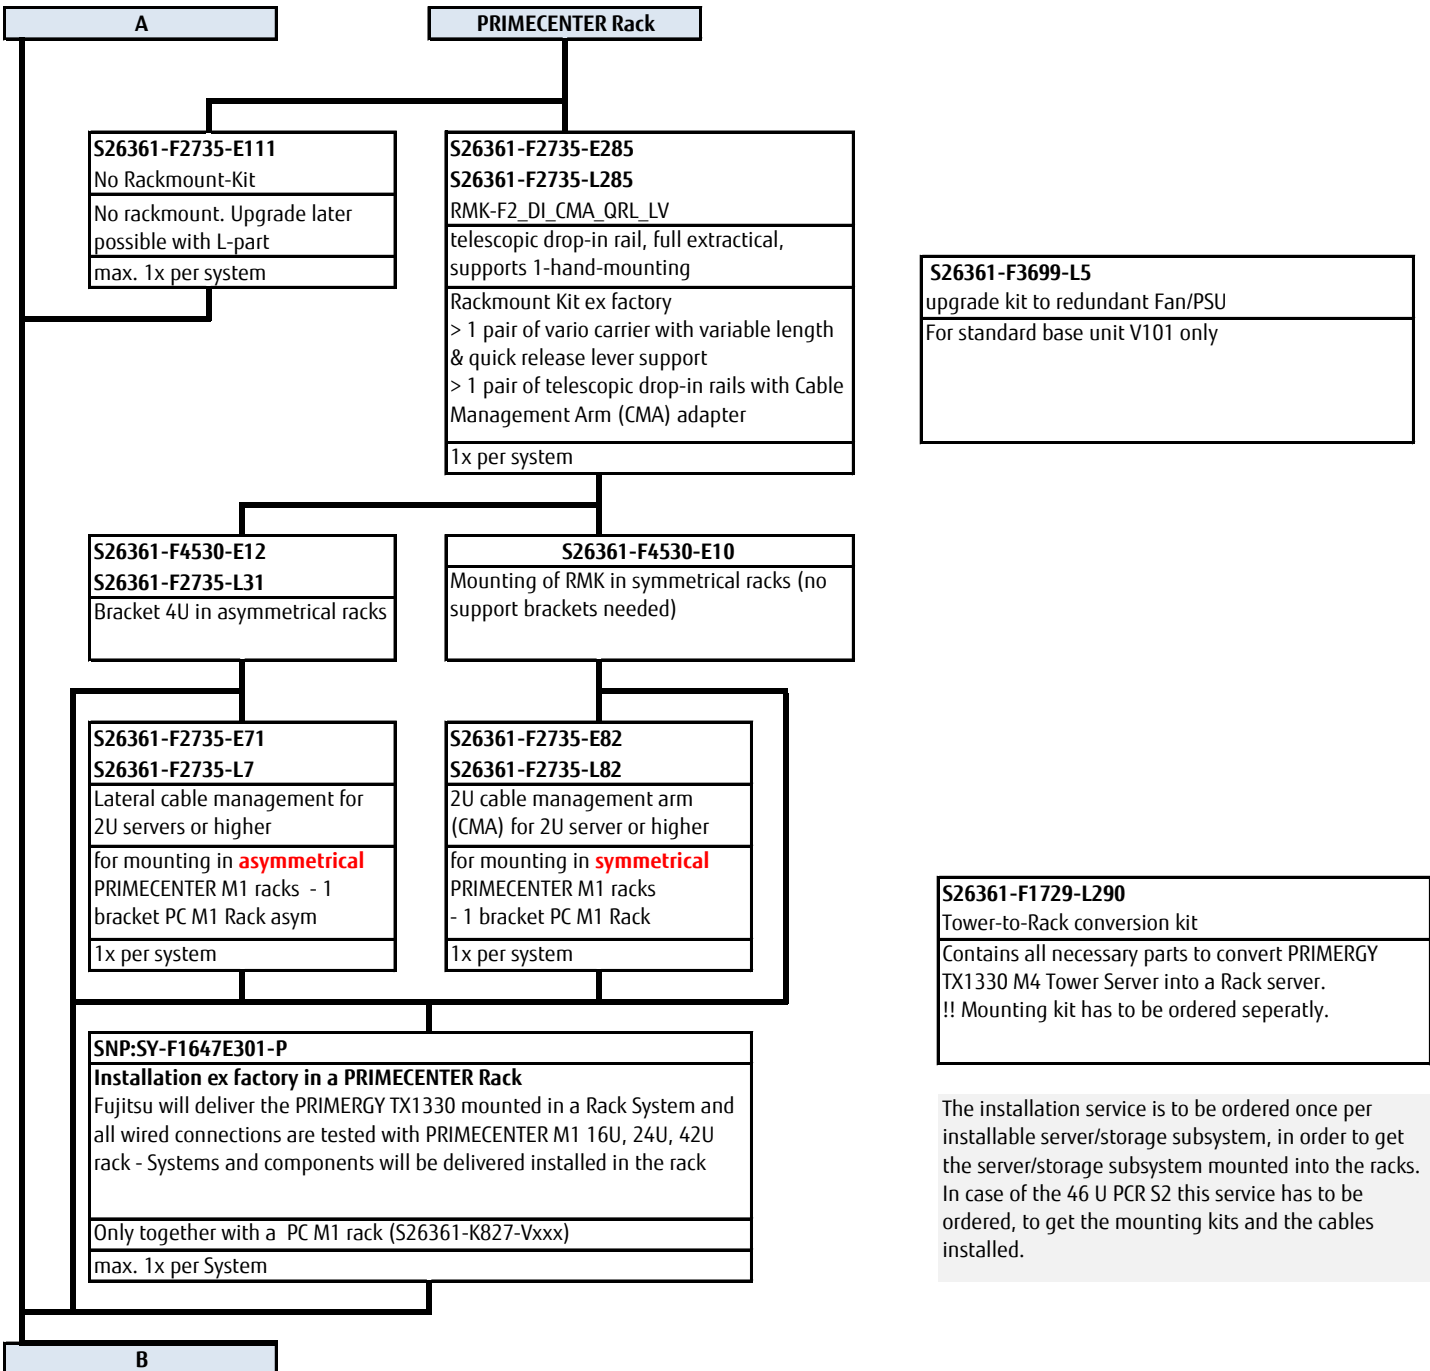 A
PRIMECENTER Rack
S26361-F2735-E111
No Rackmount-Kit
No rackmount. Upgrade later
possible with L-part
max. 1x per system
S26361-F2735-E285
S26361-F2735-L285
RMK-F2_DI_CMA_QRL_LV
telescopic drop-in rail, full extractical,
supports 1-hand-mounting
Rackmount Kit ex factory
> 1 pair of vario carrier with variable length
& quick release lever support
> 1 pair of telescopic drop-in rails with Cable
Management Arm (CMA) adapter
1x per system
S26361-F3699-L5
upgrade kit to redundant Fan/PSU
For standard base unit V101 only
S26361-F4530-E12
S26361-F2735-L31
Bracket 4U in asymmetrical racks
S26361-F4530-E10
Mounting of RMK in symmetrical racks (no
support brackets needed)
S26361-F2735-E71
S26361-F2735-L7
Lateral cable management for
2U servers or higher
for mounting in asymmetrical
PRIMECENTER M1 racks - 1
bracket PC M1 Rack asym
1x per system
S26361-F2735-E82
S26361-F2735-L82
2U cable management arm
(CMA) for 2U server or higher
for mounting in symmetrical
PRIMECENTER M1 racks
- 1 bracket PC M1 Rack
1x per system
S26361-F1729-L290
Tower-to-Rack conversion kit
Contains all necessary parts to convert PRIMERGY
TX1330 M4 Tower Server into a Rack server.
!! Mounting kit has to be ordered seperatly.
SNP:SY-F1647E301-P
Installation ex factory in a PRIMECENTER Rack
Fujitsu will deliver the PRIMERGY TX1330 mounted in a Rack System and
all wired connections are tested with PRIMECENTER M1 16U, 24U, 42U
rack - Systems and components will be delivered installed in the rack
Only together with a PC M1 rack (S26361-K827-Vxxx)
max. 1x per System
The installation service is to be ordered once per
installable server/storage subsystem, in order to get
the server/storage subsystem mounted into the racks.
In case of the 46 U PCR S2 this service has to be
ordered, to get the mounting kits and the cables
installed.
B